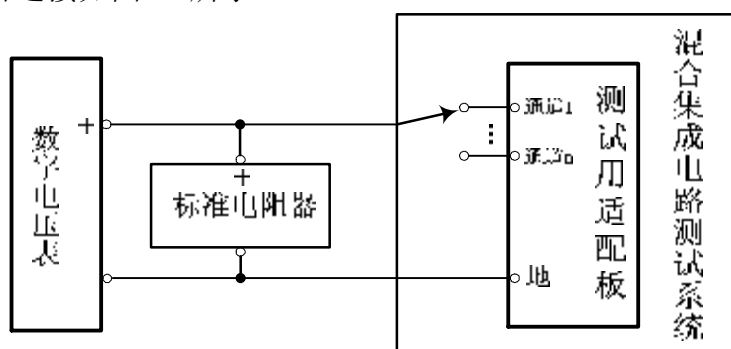 数字电压表
+
+
标准电阻器
通道1
通道n
地
测试用适配板
混合集成电路测试系统